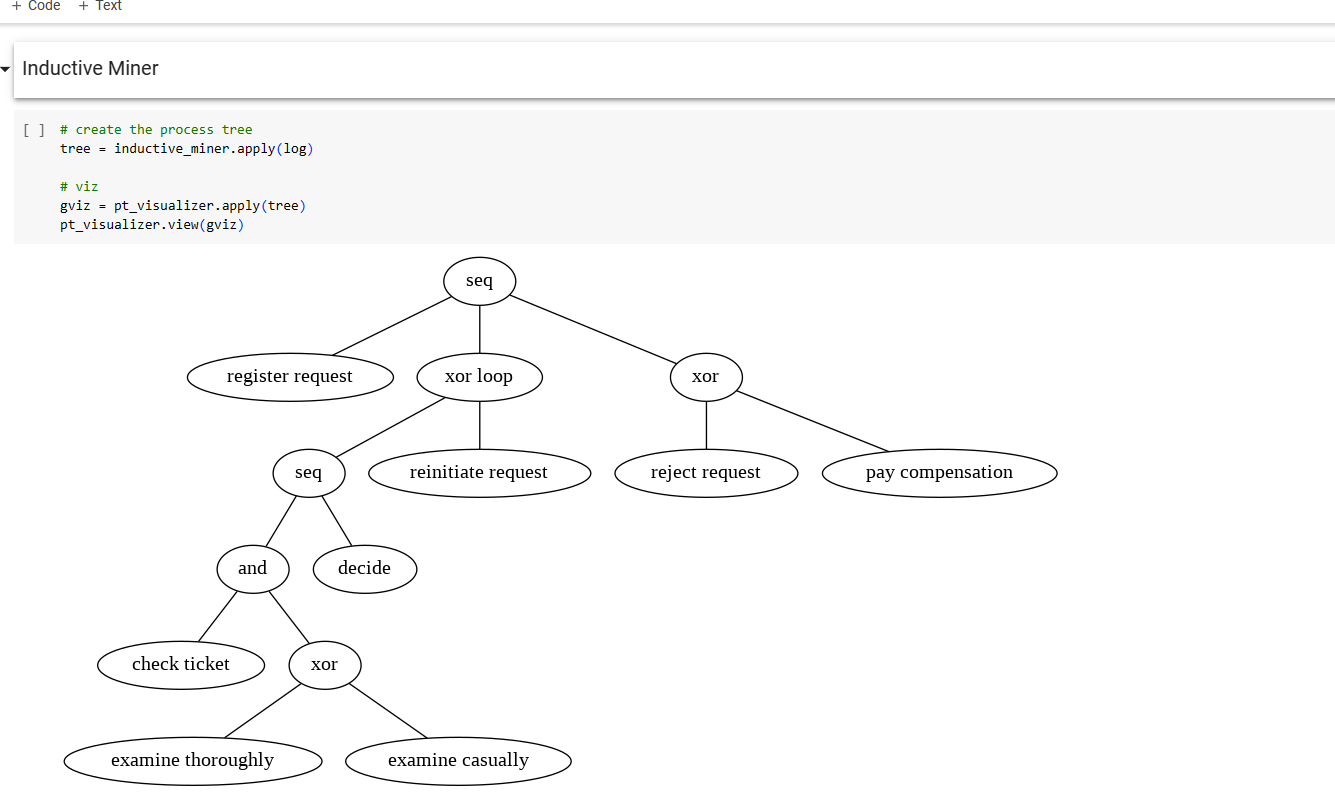 + Code + Text
Inductive Miner
[ ] # create the process tree
tree = inductive_miner.apply(log)
# viz
gviz = pt_visualizer.apply(tree)
pt_visualizer.view(gviz)
seq
register request xor loop xor
seq reinitiate request reject request pay compensation
and decide
check ticket xor
examine thoroughly examine casually